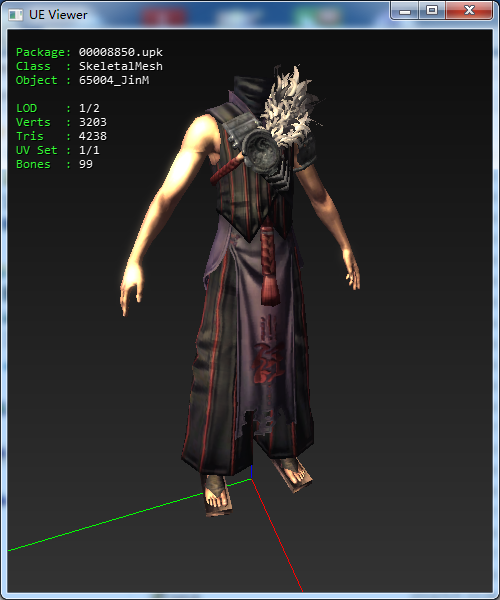 UE Viewer
Package: 00008850.upk
Class : SkeletalMesh
Object : 65004_JinM
LOD : 1/2
Verts : 3203
Tris : 4238
UV Set : 1/1
Bones : 99